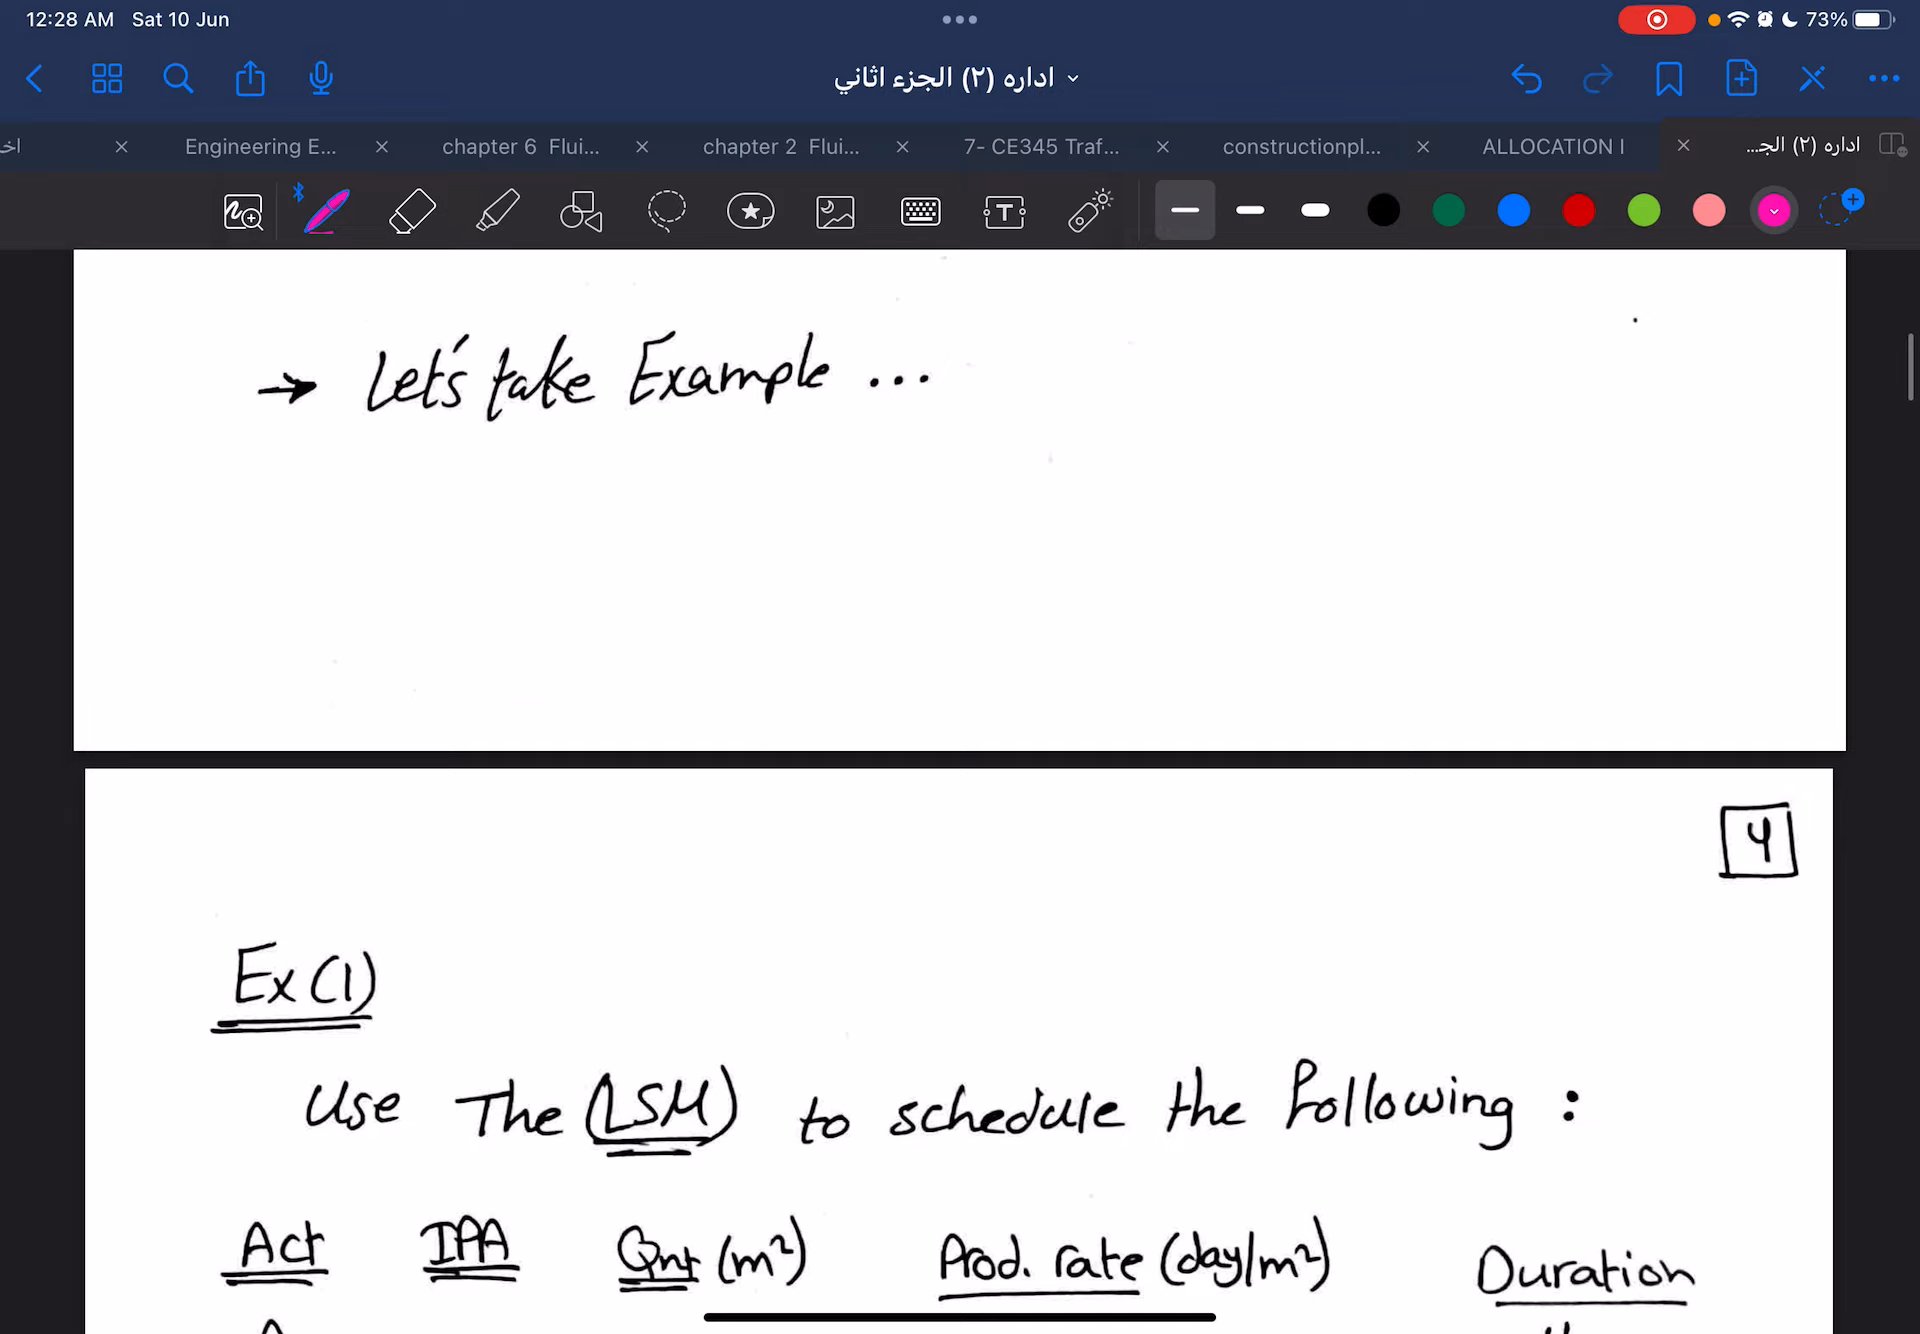 12:28 AM Sat 10 Jun
73%
اداره (٢) الجزء اثاني
Engineering E...
chapter 6 Flui...
chapter 2 Flui...
7- CE345 Traf...
constructionpl...
ALLOCATION I
اداره (٢) الجـ...
→ Let's take Example ...
4
Ex (1)
Use The (LSM) to schedule the following :
Act IPA Qnt (m²) Prod. rate (day/m²) Duration